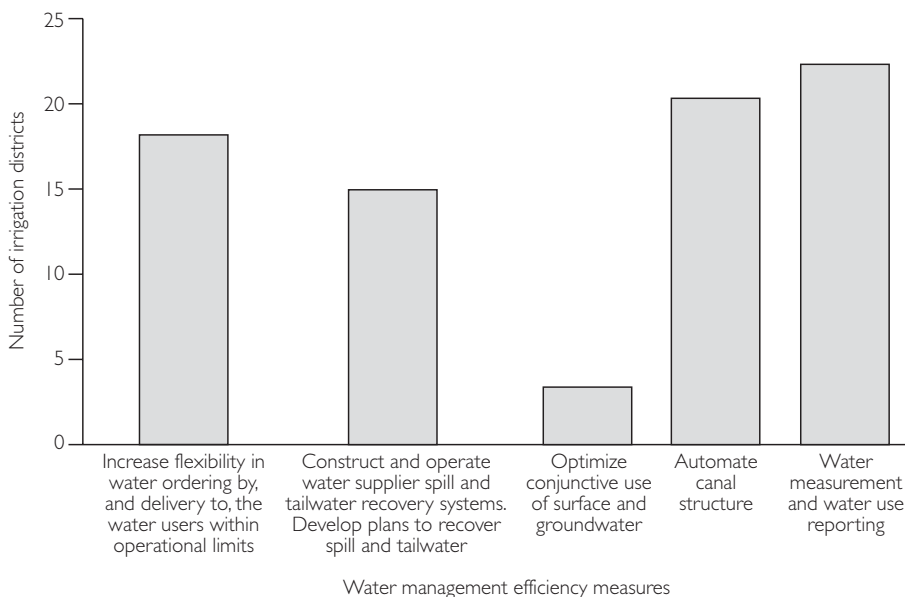 25
20
15
10
5
0
Number of irrigation districts
Increase flexibility in
water ordering by,
and delivery to, the
water users within
operational limits
Construct and operate
water supplier spill and
tailwater recovery systems.
Develop plans to recover
spill and tailwater
Optimize
conjunctive use
of surface and
groundwater
Automate
canal
structure
Water
measurement
and water use
reporting
Water management efficiency measures